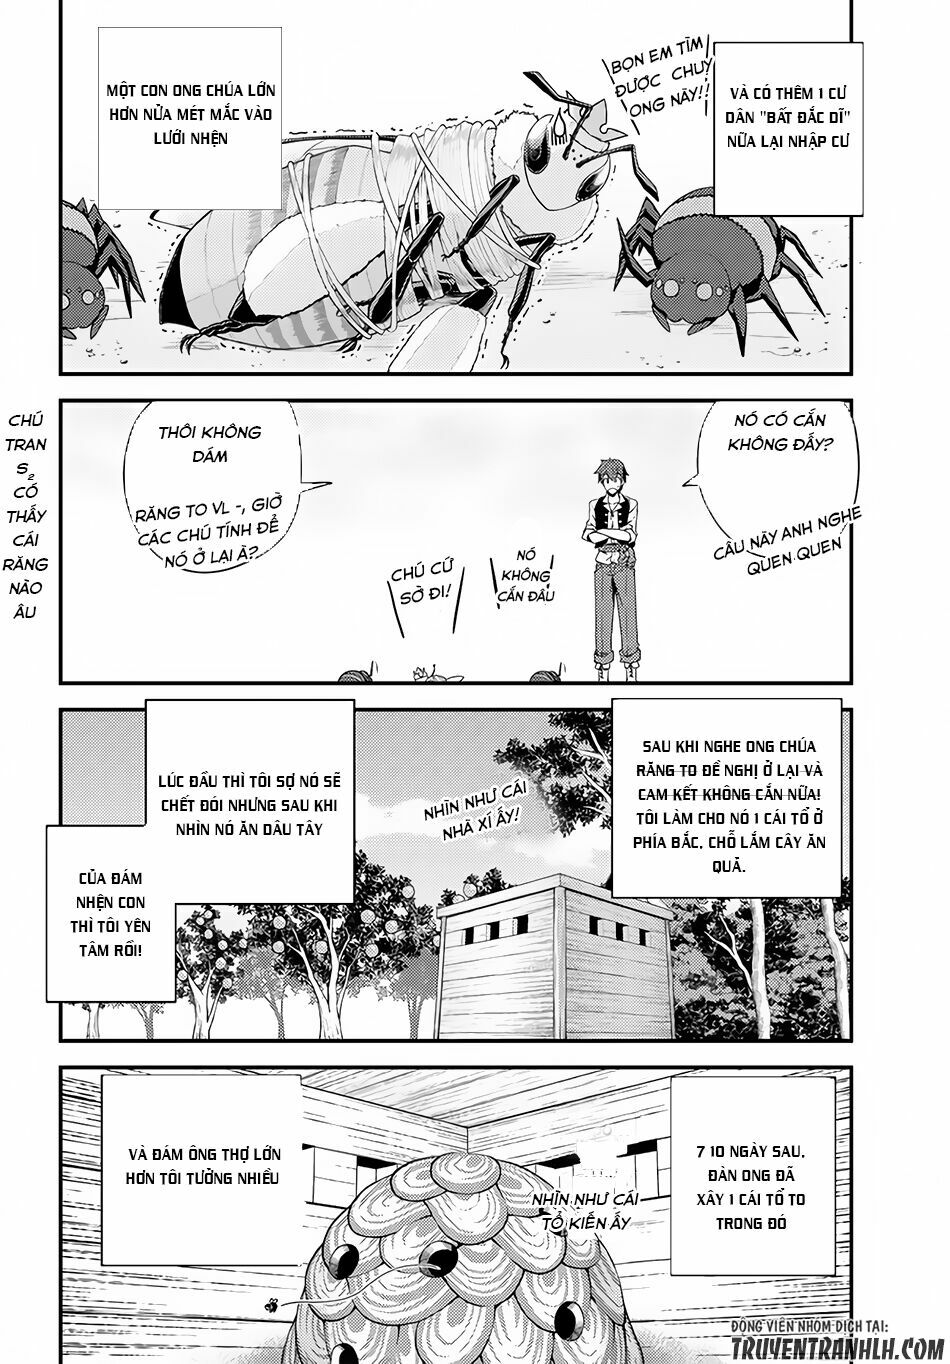 VÀ CÓ THÊM 1 CƯ
DÂN "BẤT ĐẮC DĨ"
NỮA LẠI NHẬP CƯ
BỌN EM TÌM
ĐƯỢC CHUY
ONG NÀY!!
MỘT CON ONG CHÚA LỚN
HƠN NỬA MÉT MẮC VÀO
LƯỚI NHỆN
NÓ CÓ CẮN
KHÔNG ĐẤY?
CÂU NÀY ANH NGHE
QUEN QUEN
NÓ
KHÔNG
CẮN ĐÂU
CHÚ CỨ
SỜ ĐI!
THÔI KHÔNG
DÁM
RĂNG TO VL -, GIỜ
CÁC CHÚ TÍNH ĐỂ
NÓ Ở LẠI À?
CHÚ
TRAN
S
2
CÓ
THẤY
CÁI
RĂNG
NÀO
ÂU
SAU KHI NGHE ONG CHÚA
RĂNG TO ĐỀ NGHỊ Ở LẠI VÀ
CAM KẾT KHÔNG CẮN NỮA!
TÔI LÀM CHO NÓ 1 CÁI TỔ Ở
PHÍA BẮC, CHỖ LẮM CÂY ĂN
QUẢ.
NHÌN NHƯ CÁI
NHÀ XÍ ẤY!
LÚC ĐẦU THÌ TÔI SỢ NÓ SẼ
CHẾT ĐÓI NHƯNG SAU KHI
NHÌN NÓ ĂN DÂU TÂY
CỦA ĐÁM
NHỆN CON
THÌ TÔI YÊN
TÂM RỒI!
7 10 NGÀY SAU,
ĐÀN ONG ĐÃ
XÂY 1 CÁI TỔ TO
TRONG ĐÓ
NHÌN NHƯ CÁI
TỔ KIẾN ẤY
VÀ ĐÁM ÔNG THỢ LỚN
HƠN TÔI TƯỞNG NHIỀU
ĐỘNG VIÊN NHÓM DỊCH TẠI:
TRUYENTRANHLH.COM